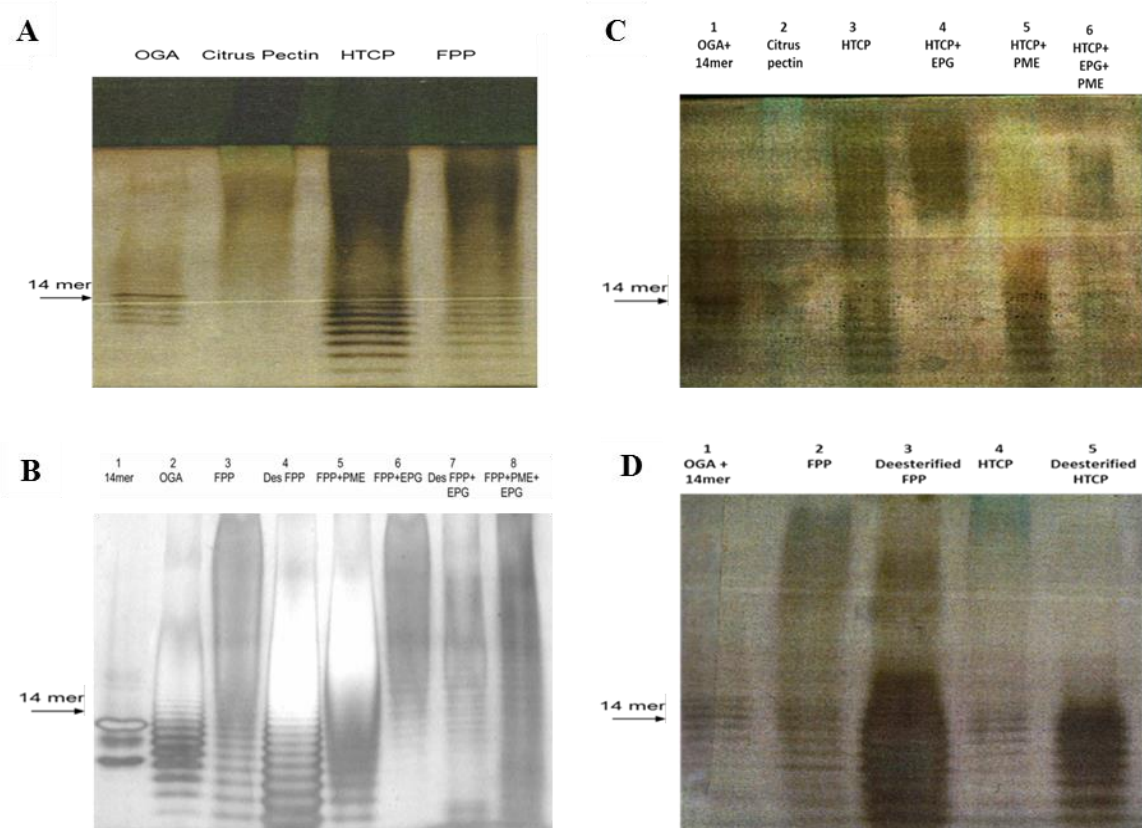 A
OGA Citrus Pectin HTCP FPP
14 mer
B
1 2 3 4 5 6 7 8
14mer OGA FPP Des FPP FPP+PME FPP+EPG Des FPP+ FPP+PME+
EPG EPG
14 mer
C
1 2 3 4 5 6
OGA+ Citrus HTCP HTCP+ HTCP+ HTCP+
14mer pectin EPG PME EPG+
PME
14 mer
D
1 2 3 4 5
OGA + FPP Deesterified HTCP Deesterified
14mer FPP HTCP
14 mer